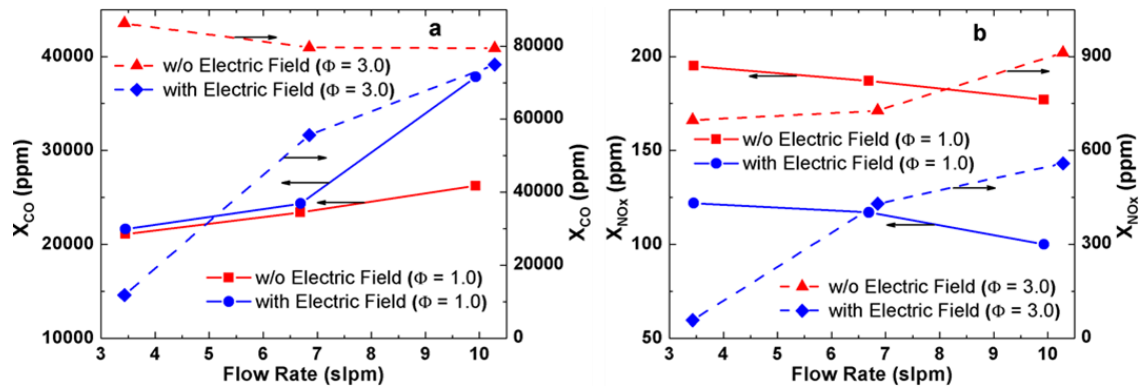 a
w/o Electric Field (Φ = 3.0)
with Electric Field (Φ = 3.0)
w/o Electric Field (Φ = 1.0)
with Electric Field (Φ = 1.0)
40000
30000
20000
10000
X_CO (ppm)
80000
60000
40000
20000
0
X_CO (ppm)
3 4 5 6 7 8 9 10
Flow Rate (slpm)
b
w/o Electric Field (Φ = 1.0)
with Electric Field (Φ = 1.0)
w/o Electric Field (Φ = 3.0)
with Electric Field (Φ = 3.0)
200
150
100
50
X_NOx (ppm)
900
600
300
0
X_NOx (ppm)
3 4 5 6 7 8 9 10
Flow Rate (slpm)